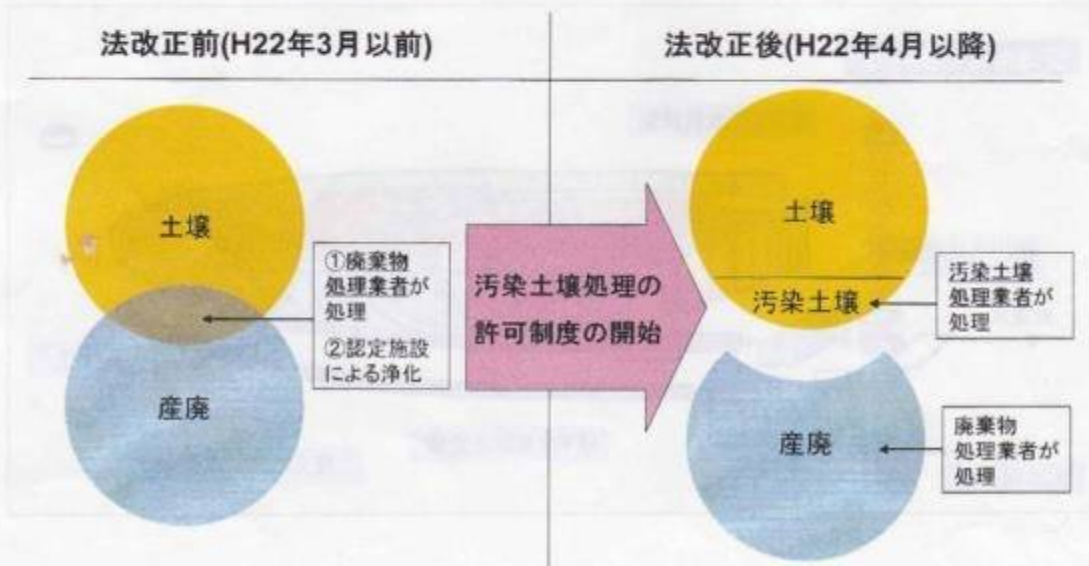 法改正前(H22年3月以前)
法改正後(H22年4月以降)
土壌
産廃
①廃棄物
処理業者が
処理
②認定施設
による浄化
汚染土壌処理の
許可制度の開始
土壌
汚染土壌
産廃
汚染土壌
処理業者が
処理
廃棄物
処理業者が
処理